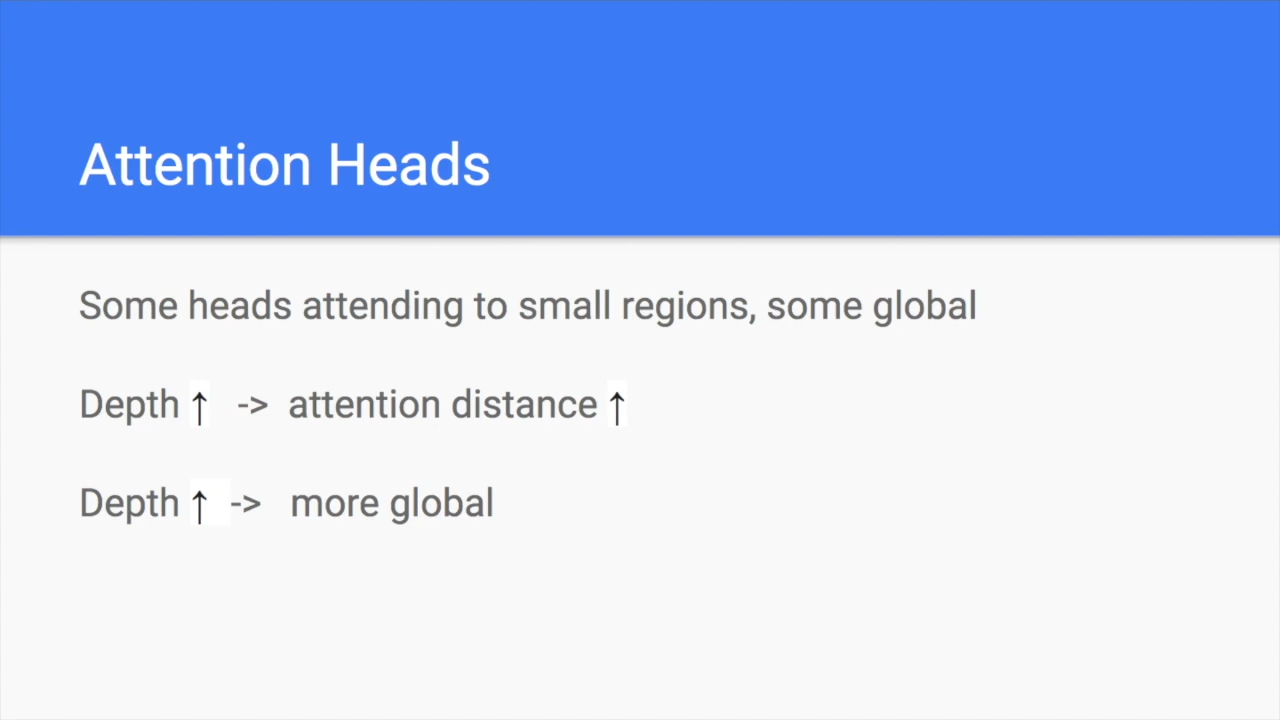 Attention Heads
Some heads attending to small regions, some global
Depth ↑ -> attention distance ↑
Depth ↑ -> more global